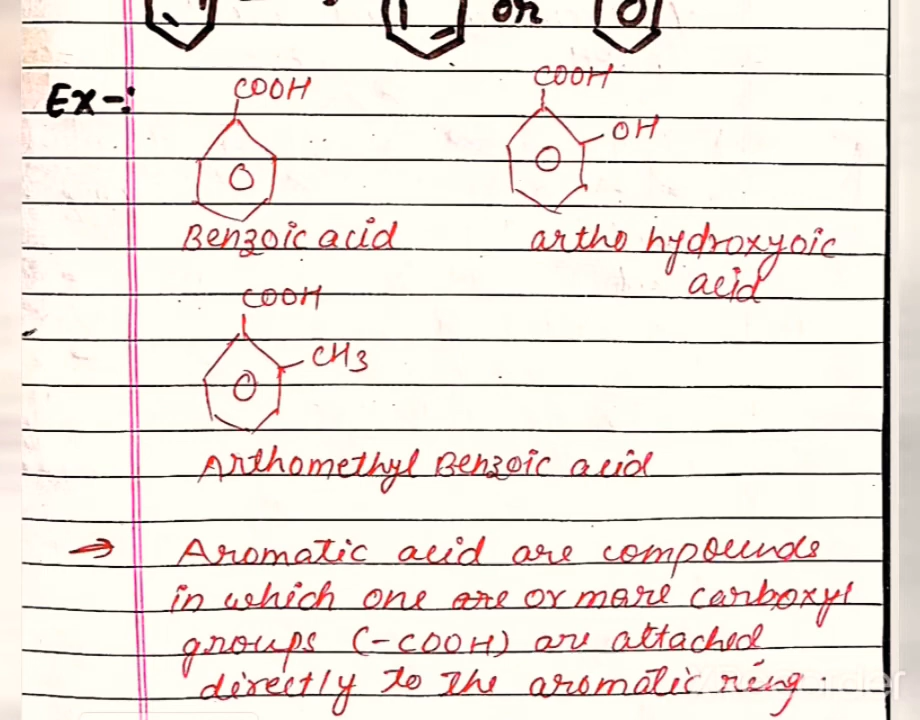 or
Ex-:
COOH
COOH
OH
Benzoic acid
artho hydroxyoic
acid
COOH
CH3
Arthomethyl Benzoic acid
→ Aromatic acid are compounds
in which one or more carboxyl
groups (-COOH) are attached
directly to the aromatic ring.